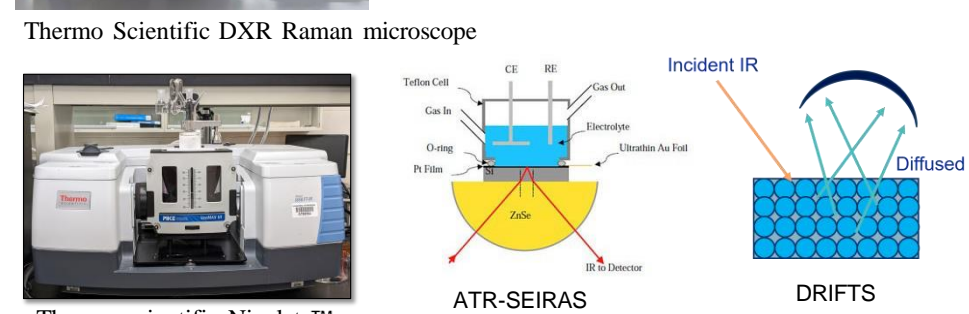 Thermo Scientific DXR Raman microscope
CE
RE
Teflon Cell
Gas Out
Gas In
Electrolyte
O-ring
Ultrathin Au Foil
Pt Film
Si
ZnSe
IR to Detector
ATR-SEIRAS
Incident IR
Diffused
DRIFTS
Thermo
PIKE